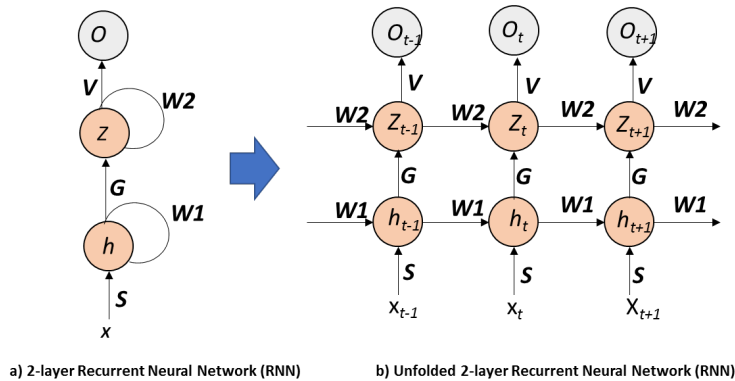 O
V
W2
Z
G
W1
h
S
x
a) 2-layer Recurrent Neural Network (RNN)
O_{t-1} O_t O_{t+1}
V V V
W2 W2 W2 W2
Z_{t-1} Z_t Z_{t+1}
G G G
W1 W1 W1 W1
h_{t-1} h_t h_{t+1}
S S S
x_{t-1} x_t X_{t+1}
b) Unfolded 2-layer Recurrent Neural Network (RNN)